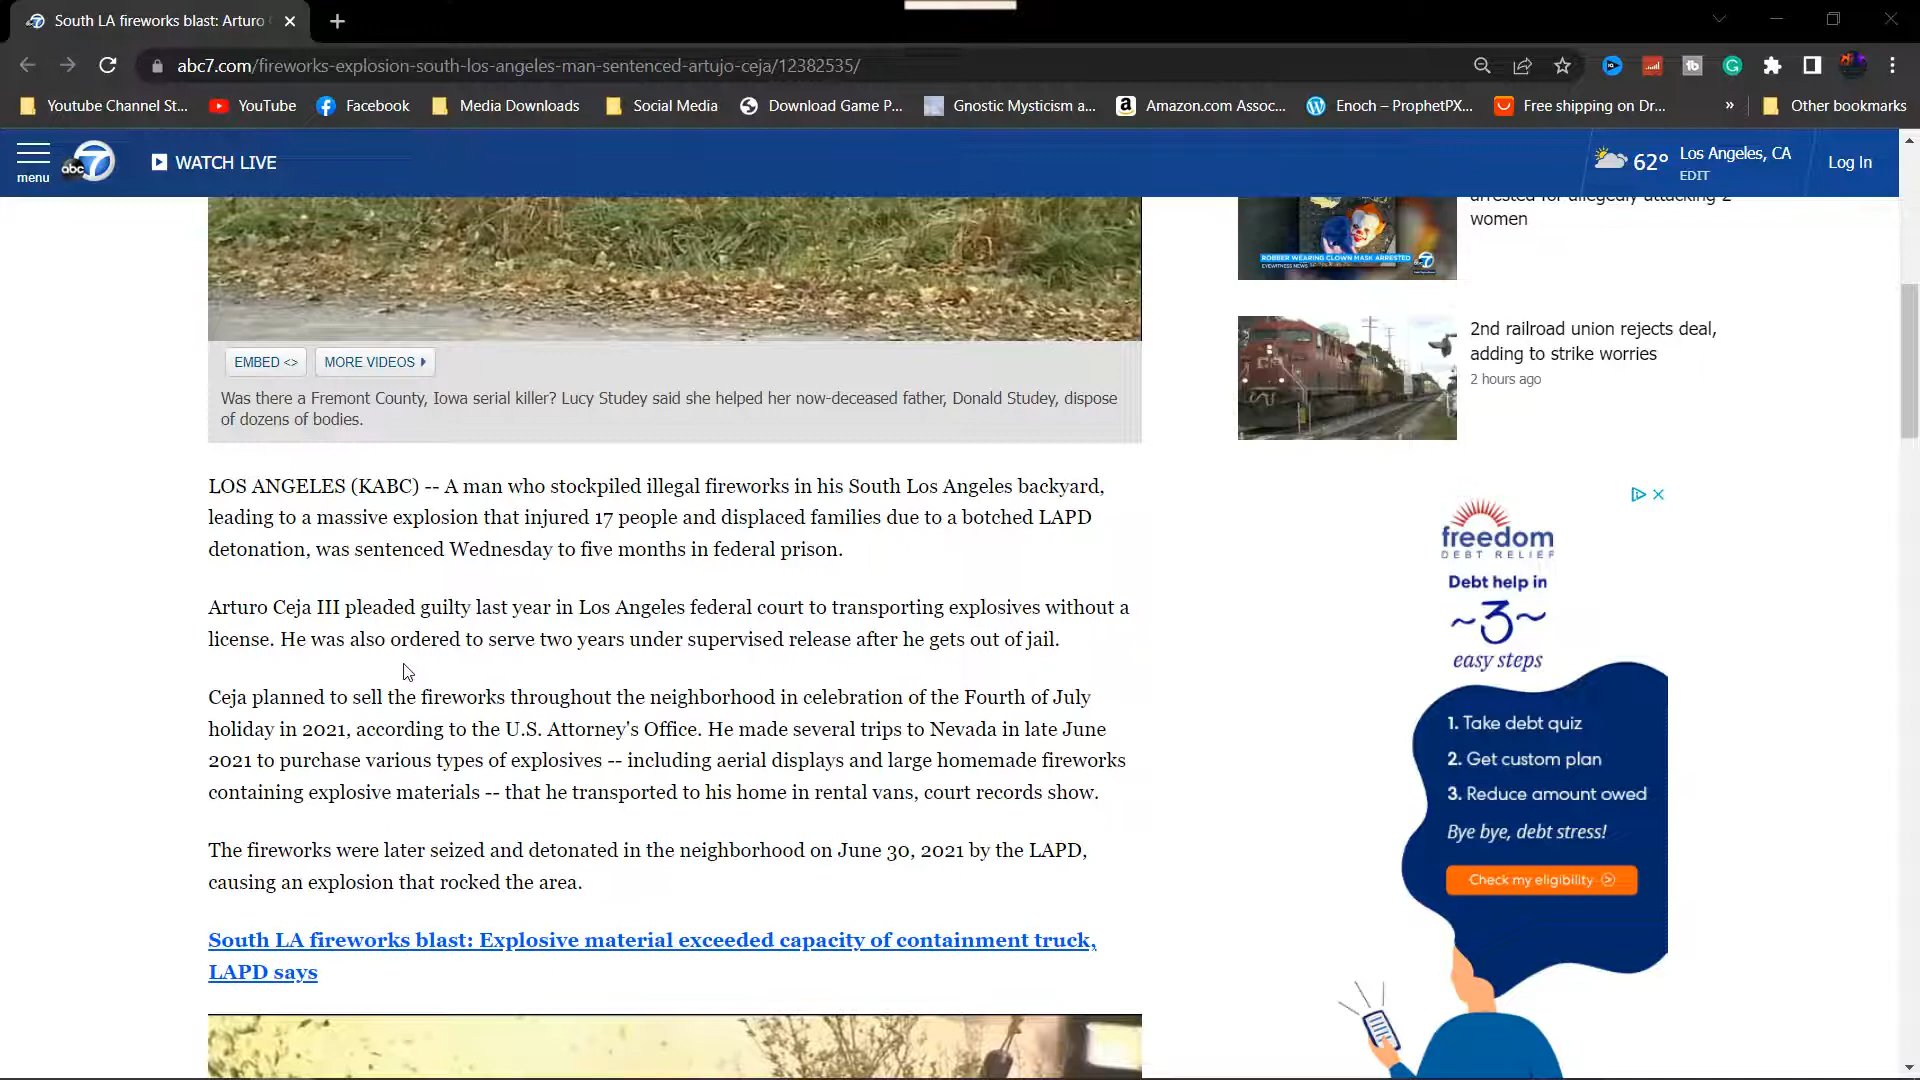 South LA fireworks blast: Arturo
abc7.com/fireworks-explosion-south-los-angeles-man-sentenced-artujo-ceja/12382535/
Youtube Channel St... YouTube Facebook Media Downloads Social Media Download Game P... Gnostic Mysticism a... Amazon.com Assoc... Enoch – ProphetPX... Free shipping on Dr... » Other bookmarks
menu abc 7 WATCH LIVE 62° Los Angeles, CA EDIT Log In
arrested for allegedly attacking 2
women
ROBBER WEARING CLOWN MASK ARRESTED
EYEWITNESS NEWS
2nd railroad union rejects deal,
adding to strike worries
2 hours ago
EMBED <> MORE VIDEOS
Was there a Fremont County, Iowa serial killer? Lucy Studey said she helped her now-deceased father, Donald Studey, dispose
of dozens of bodies.
LOS ANGELES (KABC) -- A man who stockpiled illegal fireworks in his South Los Angeles backyard,
leading to a massive explosion that injured 17 people and displaced families due to a botched LAPD
detonation, was sentenced Wednesday to five months in federal prison.
Arturo Ceja III pleaded guilty last year in Los Angeles federal court to transporting explosives without a
license. He was also ordered to serve two years under supervised release after he gets out of jail.
Ceja planned to sell the fireworks throughout the neighborhood in celebration of the Fourth of July
holiday in 2021, according to the U.S. Attorney's Office. He made several trips to Nevada in late June
2021 to purchase various types of explosives -- including aerial displays and large homemade fireworks
containing explosive materials -- that he transported to his home in rental vans, court records show.
The fireworks were later seized and detonated in the neighborhood on June 30, 2021 by the LAPD,
causing an explosion that rocked the area.
South LA fireworks blast: Explosive material exceeded capacity of containment truck,
LAPD says
freedom
DEBT RELIEF
Debt help in
~3~
easy steps
1. Take debt quiz
2. Get custom plan
3. Reduce amount owed
Bye bye, debt stress!
Check my eligibility